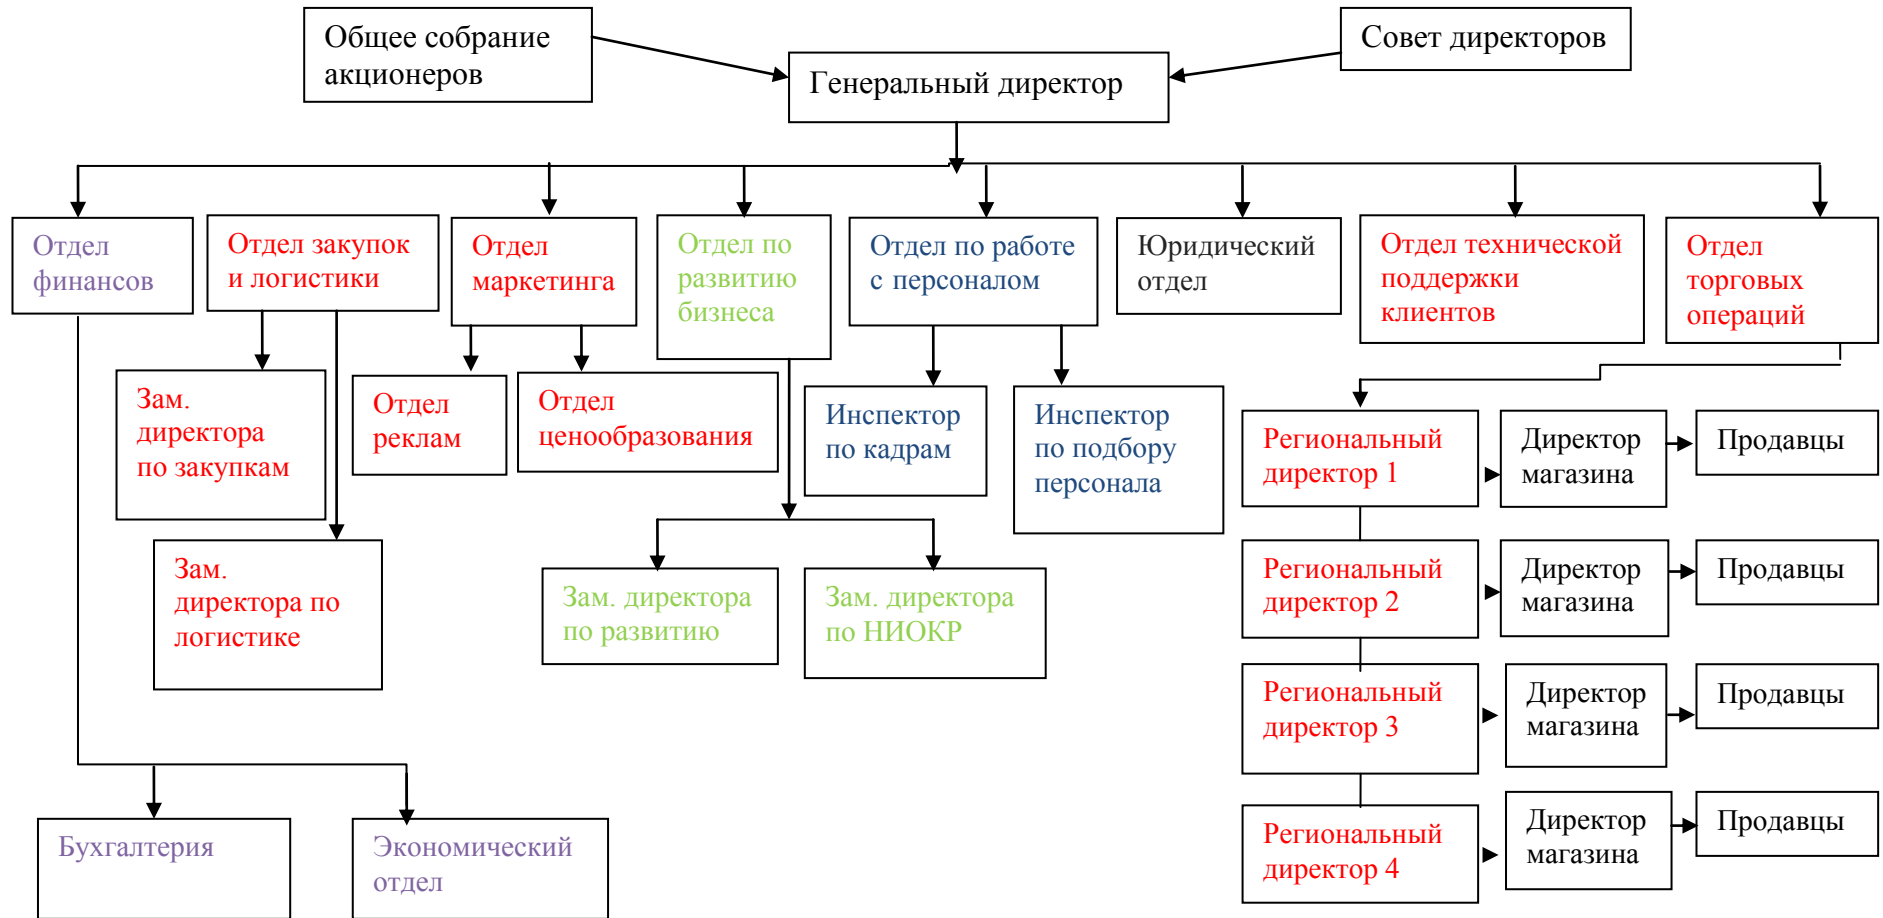 Общее собрание
акционеров
Совет директоров
Генеральный директор
Отдел
финансов
Отдел закупок
и логистики
Отдел
маркетинга
Отдел по
развитию
бизнеса
Отдел по работе
с персоналом
Юридический
отдел
Отдел технической
поддержки
клиентов
Отдел
торговых
операций
Зам.
директора
по закупкам
Отдел
реклам
Отдел
ценообразования
Инспектор
по кадрам
Инспектор
по подбору
персонала
Региональный
директор 1
Директор
магазина
Продавцы
Зам.
директора по
логистике
Зам. директора
по развитию
Зам. директора
по НИОКР
Региональный
директор 2
Директор
магазина
Продавцы
Региональный
директор 3
Директор
магазина
Продавцы
Бухгалтерия
Экономический
отдел
Региональный
директор 4
Директор
магазина
Продавцы